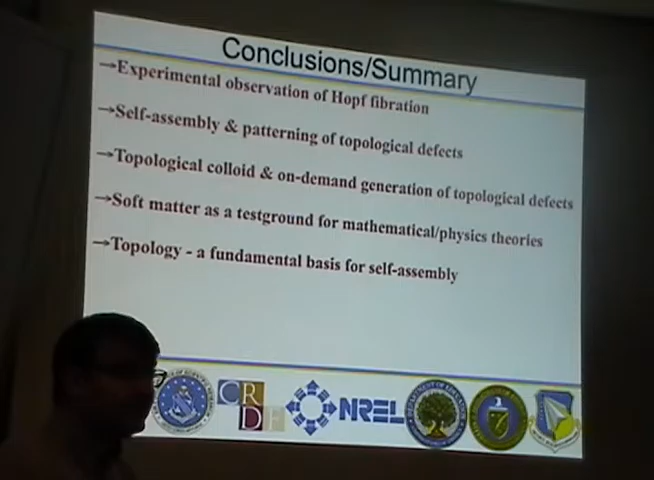 Conclusions/Summary
→Experimental observation of Hopf fibration
→Self-assembly & patterning of topological defects
→Topological colloid & on-demand generation of topological defects
→Soft matter as a testground for mathematical/physics theories
→Topology - a fundamental basis for self-assembly
CRDF
NREL